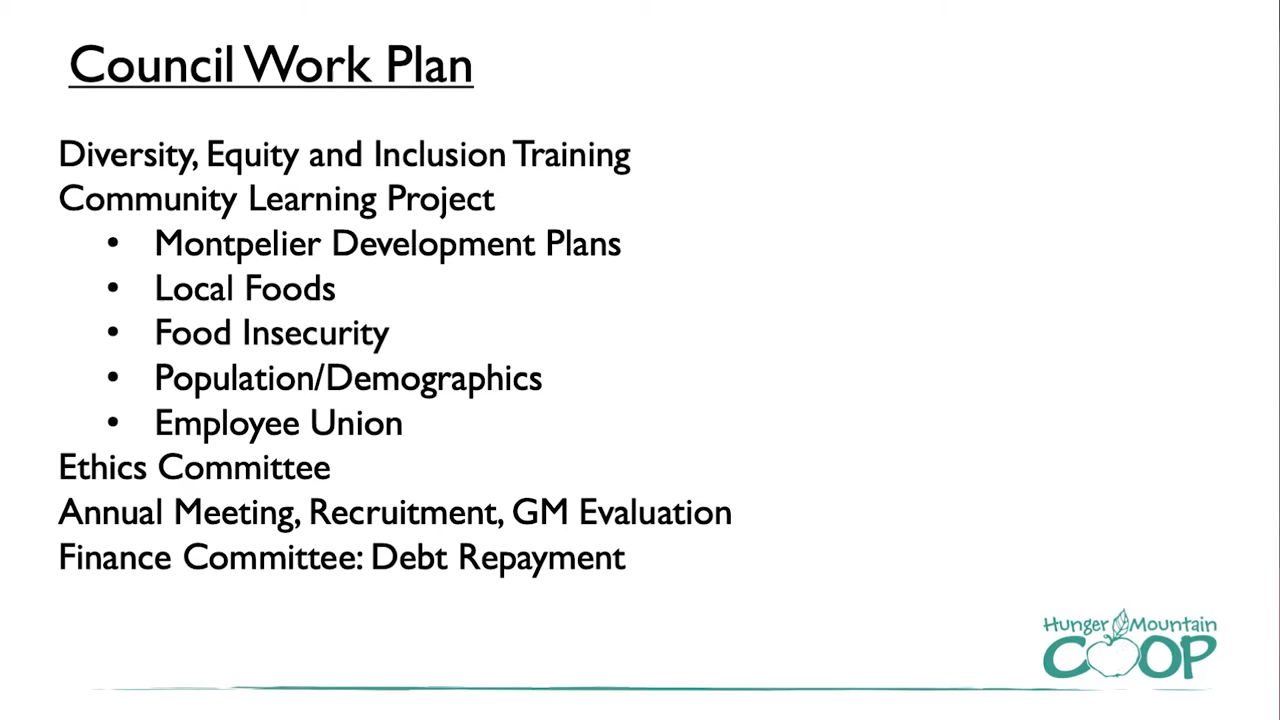 Council Work Plan
Diversity, Equity and Inclusion Training
Community Learning Project
• Montpelier Development Plans
• Local Foods
• Food Insecurity
• Population/Demographics
• Employee Union
Ethics Committee
Annual Meeting, Recruitment, GM Evaluation
Finance Committee: Debt Repayment
Hunger Mountain
COOP